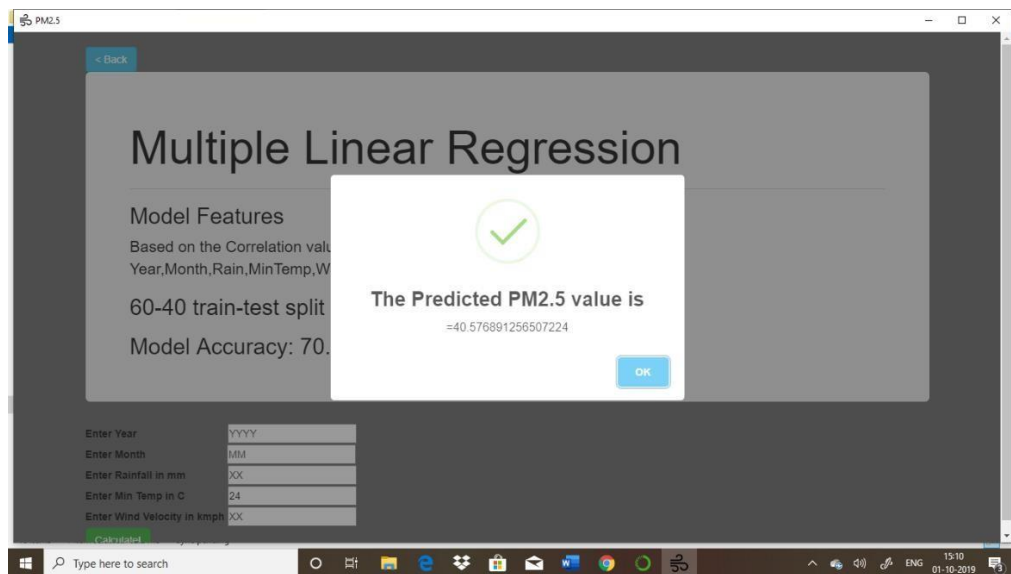 PM2.5
< Back
Multiple Linear Regression
Model Features
Based on the Correlation valu
Year,Month,Rain,MinTemp,W
60-40 train-test split
Model Accuracy: 70.
The Predicted PM2.5 value is
=40.576891256507224
OK
Enter Year YYYY
Enter Month MM
Enter Rainfall in mm XX
Enter Min Temp in C 24
Enter Wind Velocity in kmph XX
Calculate!
Type here to search
ENG
15:10
01-10-2019
3